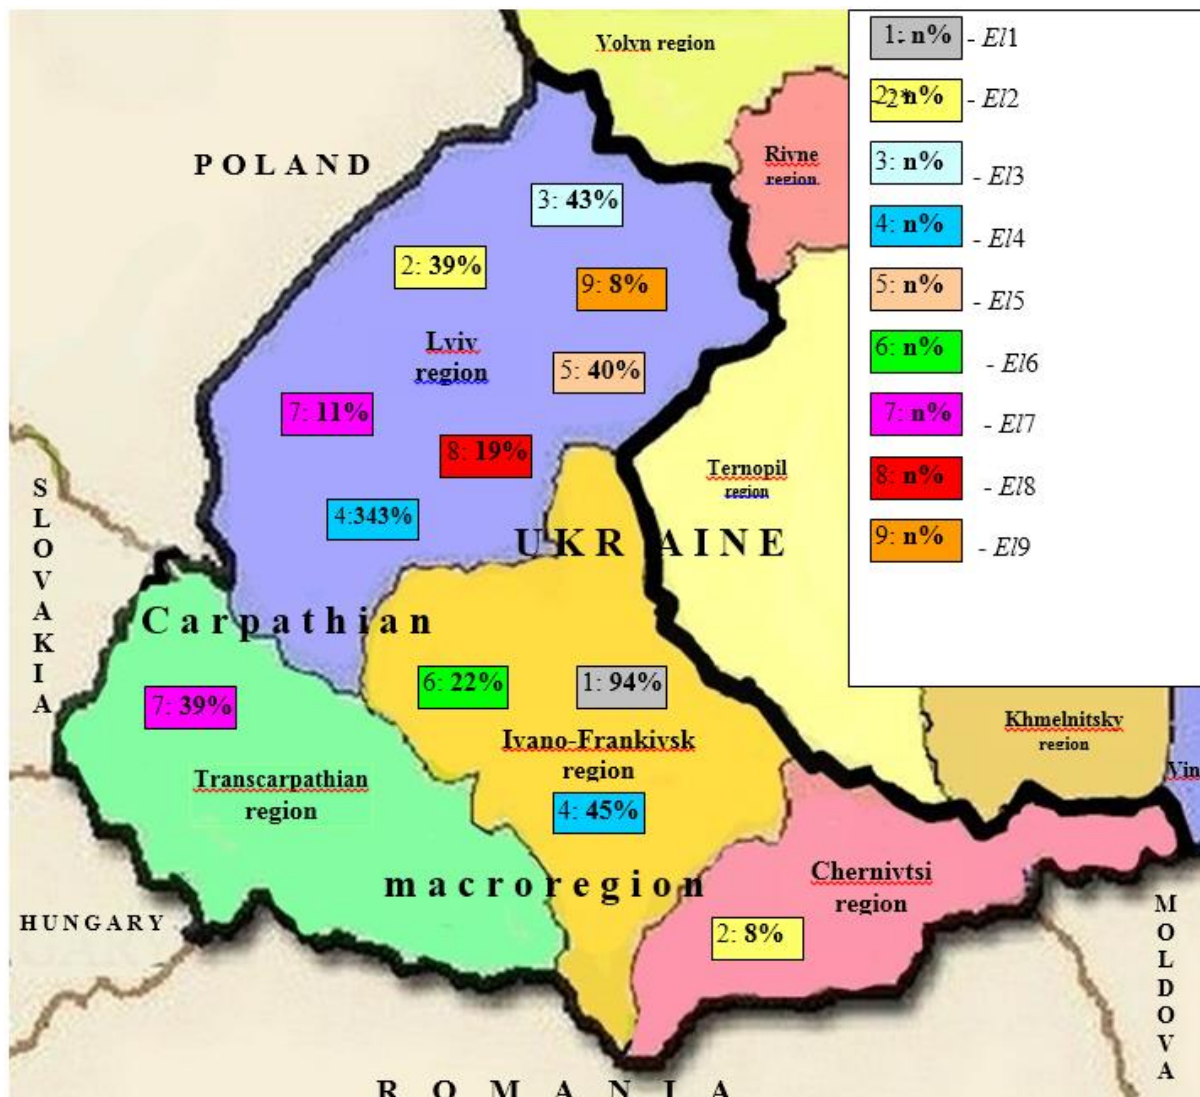 Volyn region
1: n% - El1
n% - El2
3: n% - El3
4: n% - El4
5: n% - El5
6: n% - El6
7: n% - El7
8: n% - El8
9: n% - El9
POLAND
Rivne
region
3: 43%
2: 39%
9: 8%
Lviv
region
5: 40%
7: 11%
8: 19%
4:343%
Ternopil
region
UKRAINE
SLOVAKIA
Carpathian
6: 22%
1: 94%
7: 39%
Ivano-Frankivsk
region
Khmelnitsky
region
Vin
Transcarpathian
region
4: 45%
macroregion
Chernivtsi
region
HUNGARY
2: 8%
MOLDOVA
ROMANIA